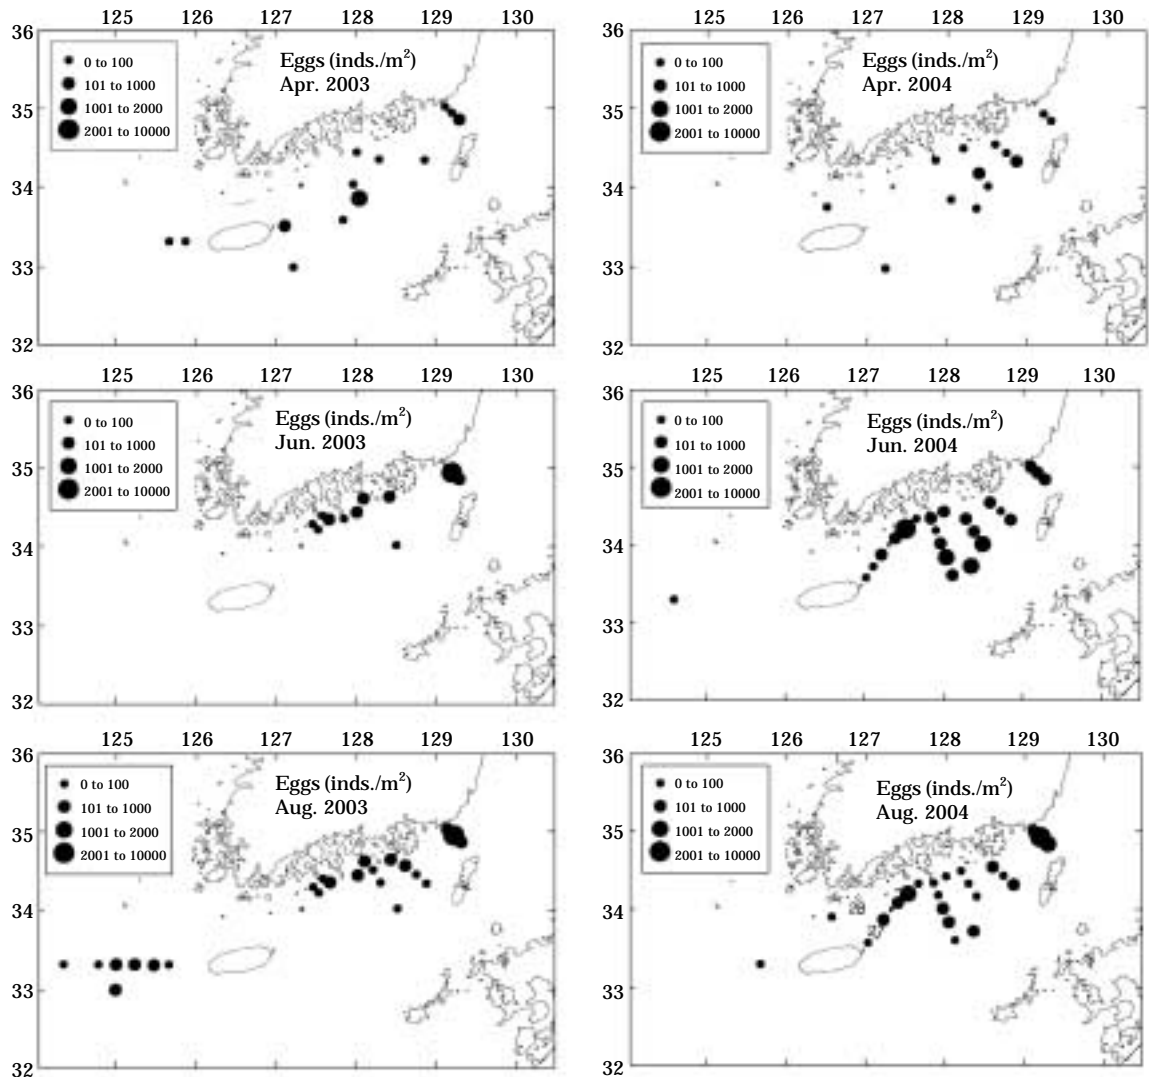 125 126 127 128 129 130
36
35
34
33
32
0 to 100
101 to 1000
1001 to 2000
2001 to 10000
Eggs (inds./m²)
Apr. 2003
125 126 127 128 129 130
36
35
34
33
32
0 to 100
101 to 1000
1001 to 2000
2001 to 10000
Eggs (inds./m²)
Apr. 2004
125 126 127 128 129 130
36
35
34
33
32
0 to 100
101 to 1000
1001 to 2000
2001 to 10000
Eggs (inds./m²)
Jun. 2003
125 126 127 128 129 130
36
35
34
33
32
0 to 100
101 to 1000
1001 to 2000
2001 to 10000
Eggs (inds./m²)
Jun. 2004
125 126 127 128 129 130
36
35
34
33
32
0 to 100
101 to 1000
1001 to 2000
2001 to 10000
Eggs (inds./m²)
Aug. 2003
125 126 127 128 129 130
36
35
34
33
32
0 to 100
101 to 1000
1001 to 2000
2001 to 10000
Eggs (inds./m²)
Aug. 2004